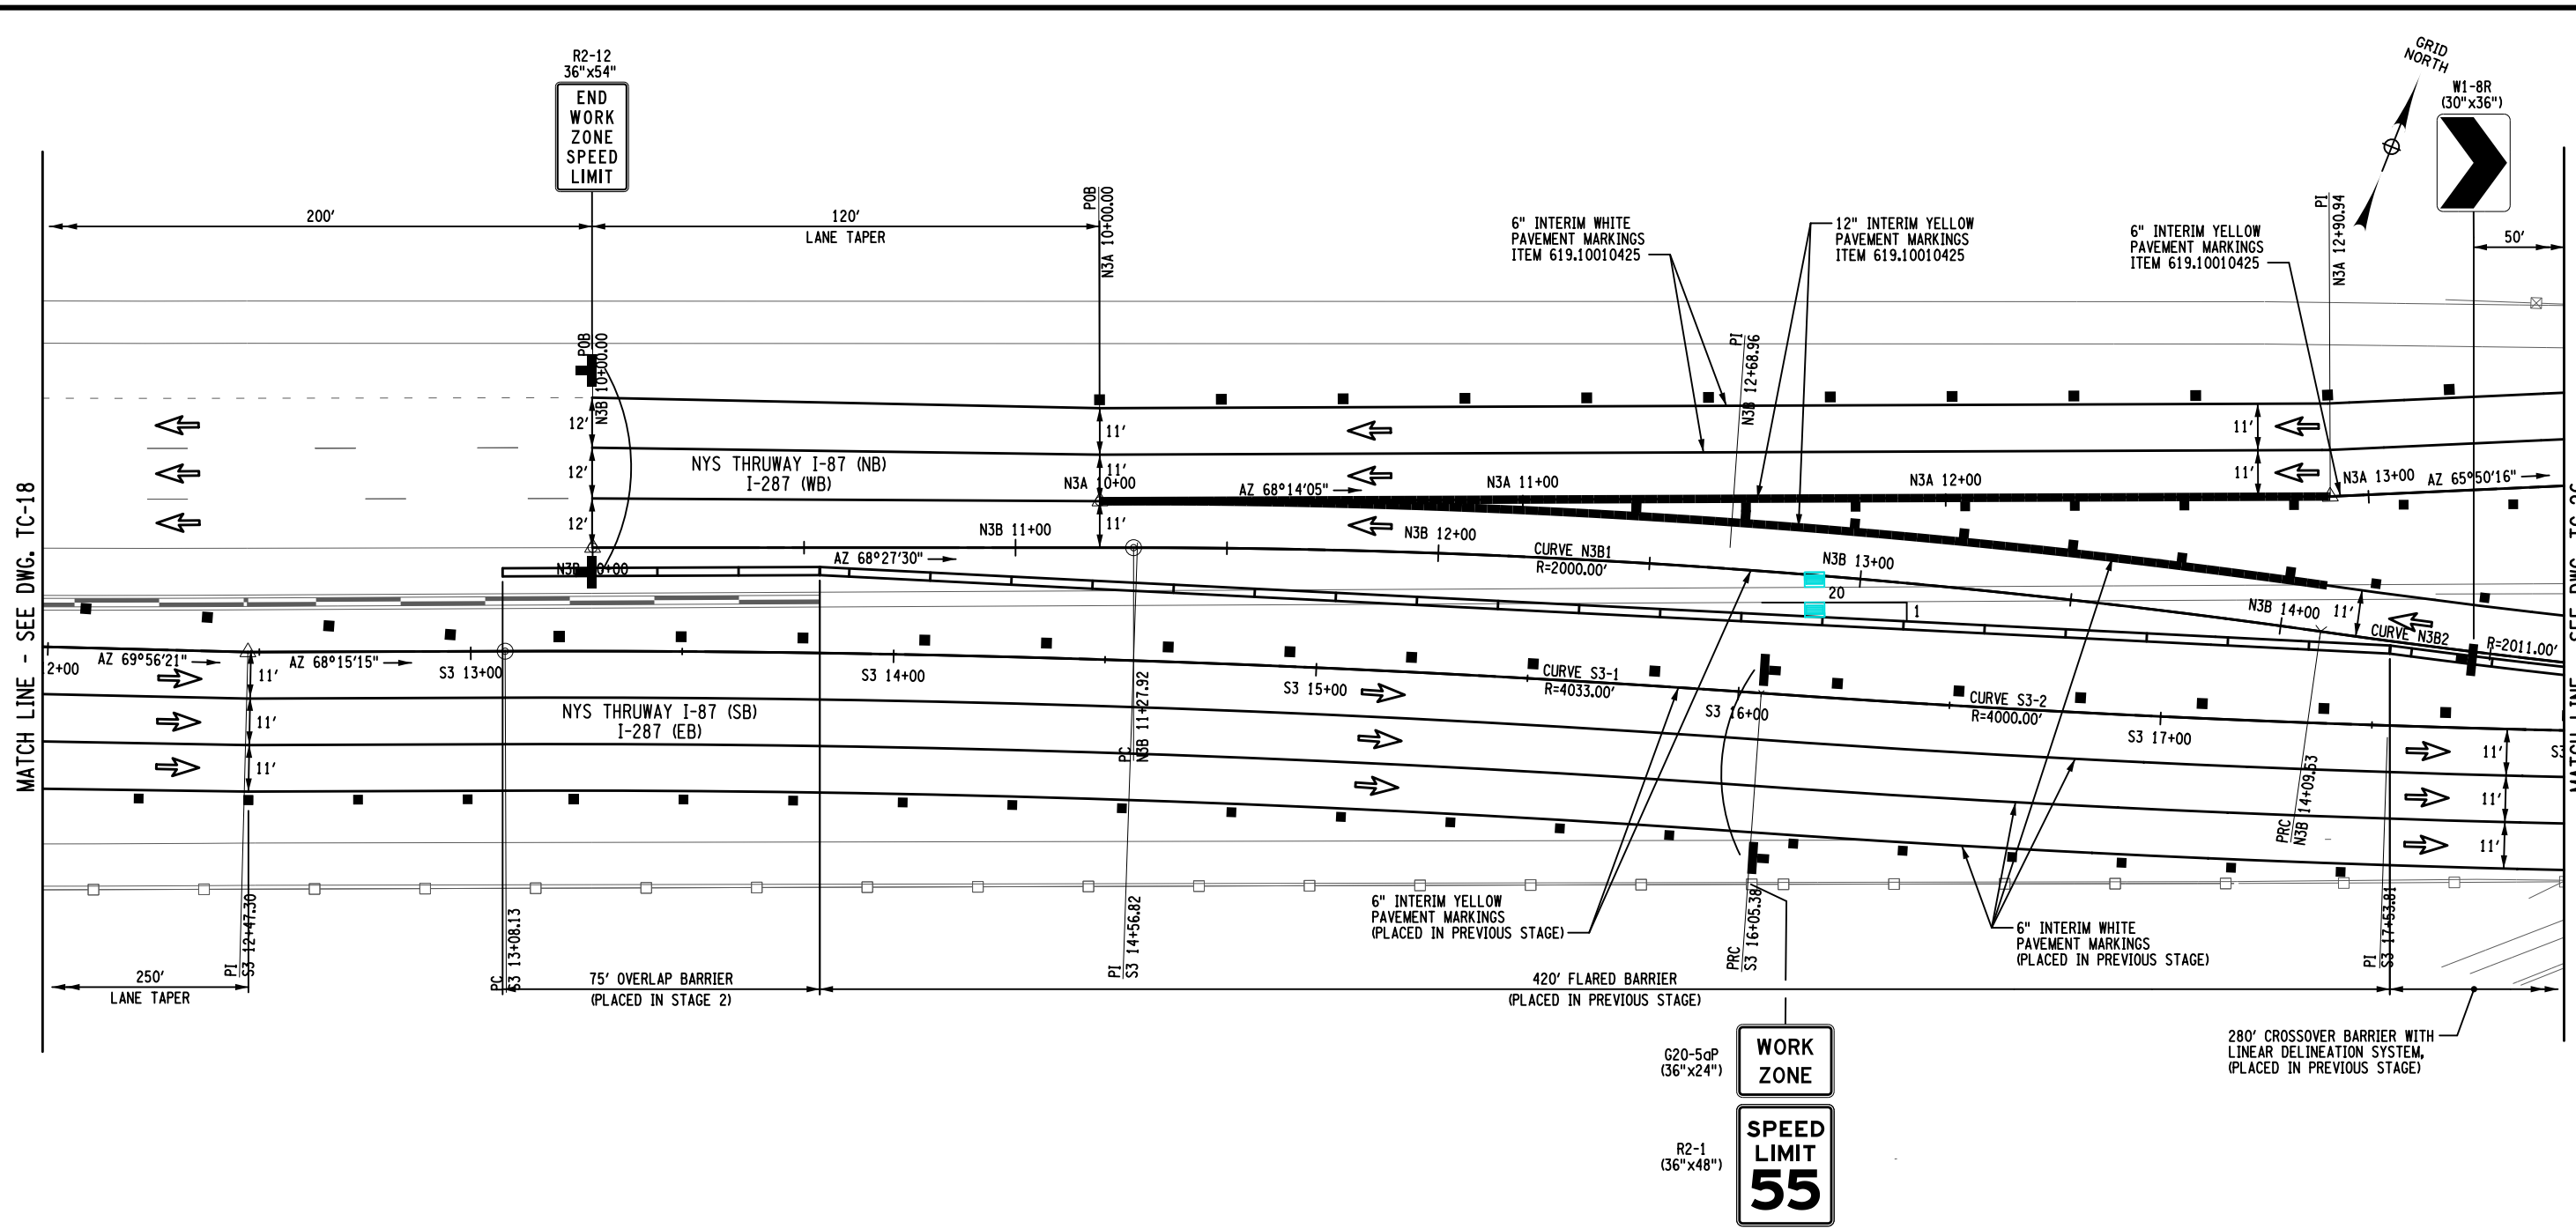 R2-12
36"x54"
END
WORK
ZONE
SPEED
LIMIT
GRID
NORTH
W1-8R
(30"x36")
200'
120'
LANE TAPER
POB
N3A 10+00.00
6" INTERIM WHITE
PAVEMENT MARKINGS
ITEM 619.10010425
12" INTERIM YELLOW
PAVEMENT MARKINGS
ITEM 619.10010425
6" INTERIM YELLOW
PAVEMENT MARKINGS
ITEM 619.10010425
PI
N3A 12+90.94
50'
POB
N3B 10+00.00
PI
N3B 12+68.96
12'
12'
12'
11'
11'
11'
11'
11'
NYS THRUWAY I-87 (NB)
I-287 (WB)
N3A 10+00
AZ 68°14'05"
N3A 11+00
N3A 12+00
N3A 13+00
AZ 65°50'16"
N3B 10+00
AZ 68°27'30"
N3B 11+00
N3B 12+00
CURVE N3B1
R=2000.00'
N3B 13+00
20
1
N3B 14+00
11'
CURVE N3B2
R=2011.00'
MATCH LINE - SEE DWG. TC-18
2+00
AZ 69°56'21"
AZ 68°15'15"
S3 13+00
S3 14+00
S3 15+00
CURVE S3-1
R=4033.00'
S3 16+00
CURVE S3-2
R=4000.00'
S3 17+00
S3
11'
11'
11'
11'
11'
11'
NYS THRUWAY I-87 (SB)
I-287 (EB)
PC
N3B 11+27.92
PRC
N3B 14+09.53
PI
S3 12+47.30
PC
S3 13+08.13
PI
S3 14+56.82
PRC
S3 16+05.38
PI
S3 17+53.81
6" INTERIM YELLOW
PAVEMENT MARKINGS
(PLACED IN PREVIOUS STAGE)
6" INTERIM WHITE
PAVEMENT MARKINGS
(PLACED IN PREVIOUS STAGE)
250'
LANE TAPER
75' OVERLAP BARRIER
(PLACED IN STAGE 2)
420' FLARED BARRIER
(PLACED IN PREVIOUS STAGE)
280' CROSSOVER BARRIER WITH
LINEAR DELINEATION SYSTEM,
(PLACED IN PREVIOUS STAGE)
G20-5aP
(36"x24")
WORK
ZONE
R2-1
(36"x48")
SPEED
LIMIT
55